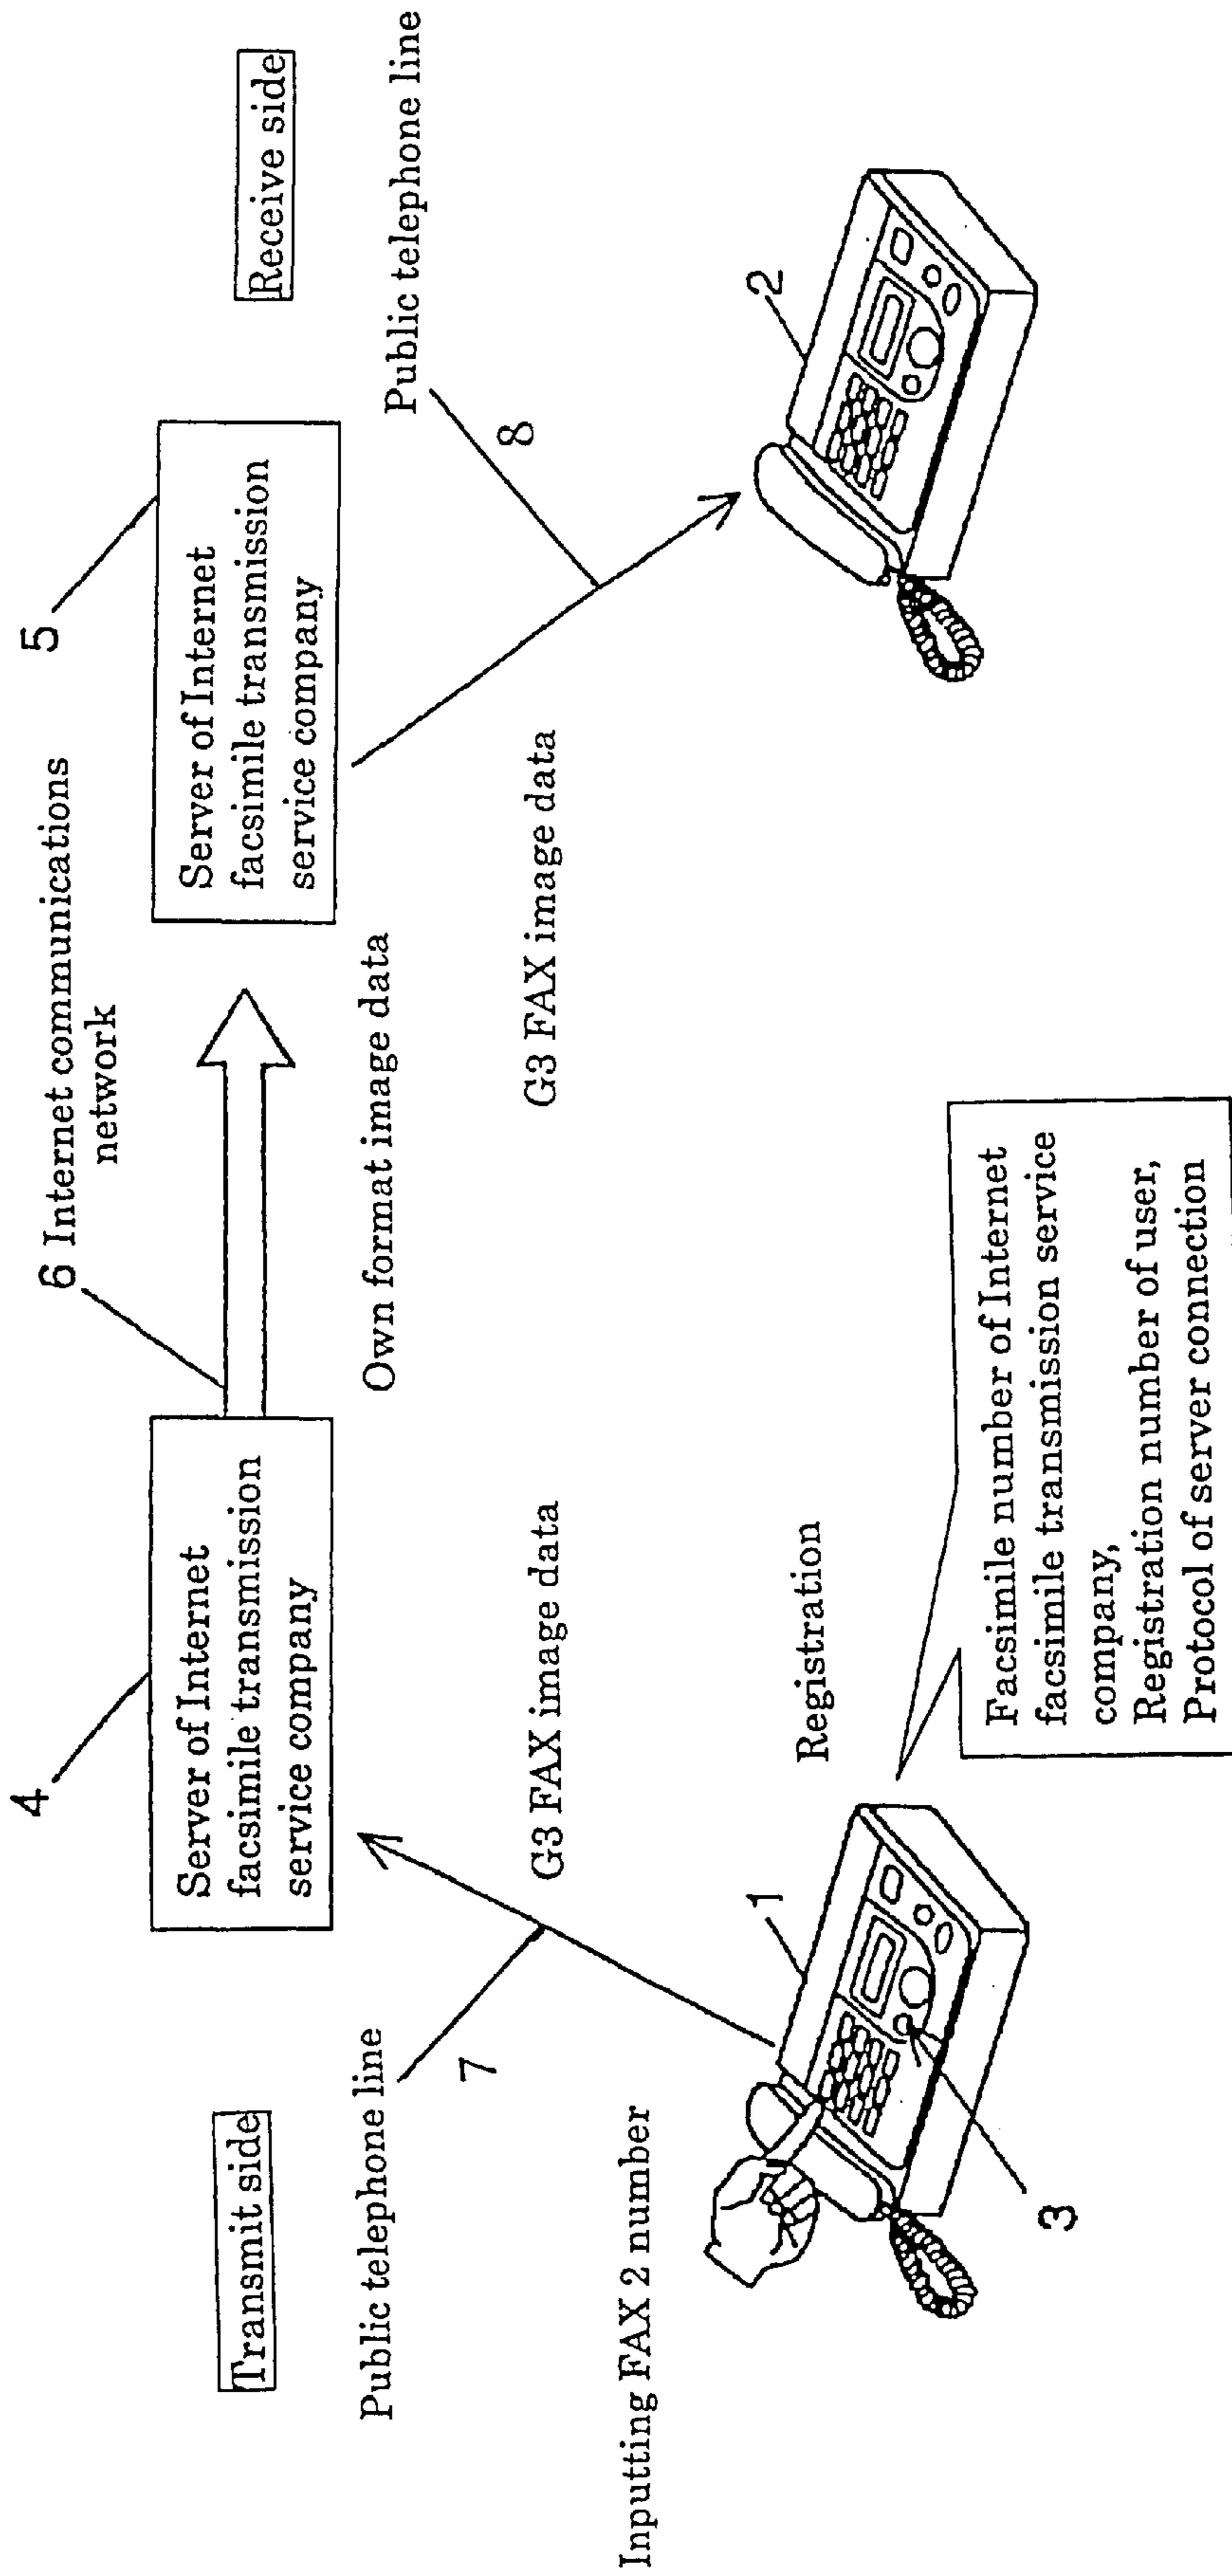 Transmit side
Receive side
4
Server of Internet
facsimile transmission
service company
6 Internet communications
network
5
Server of Internet
facsimile transmission
service company
Public telephone line
7
Own format image data
Public telephone line
8
G3 FAX image data
G3 FAX image data
Inputting FAX 2 number
1
3
Registration
Facsimile number of Internet
facsimile transmission service
company,
Registration number of user,
Protocol of server connection
2